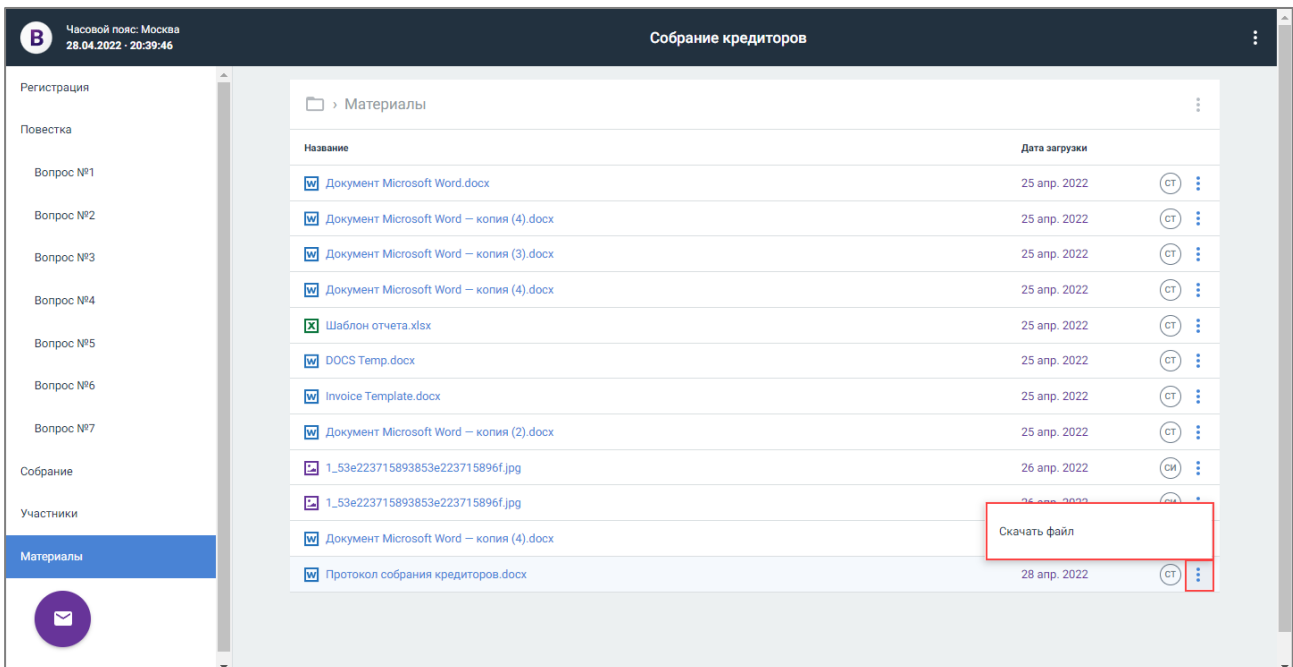 B
Часовой пояс: Москва
28.04.2022 - 20:39:46
Собрание кредиторов
Регистрация
Повестка
Вопрос №1
Вопрос №2
Вопрос №3
Вопрос №4
Вопрос №5
Вопрос №6
Вопрос №7
Собрание
Участники
Материалы
› Материалы
Название Дата загрузки
Документ Microsoft Word.docx 25 апр. 2022 СТ
Документ Microsoft Word — копия (4).docx 25 апр. 2022 СТ
Документ Microsoft Word — копия (3).docx 25 апр. 2022 СТ
Документ Microsoft Word — копия (4).docx 25 апр. 2022 СТ
Шаблон отчета.xlsx 25 апр. 2022 СТ
DOCS Temp.docx 25 апр. 2022 СТ
Invoice Template.docx 25 апр. 2022 СТ
Документ Microsoft Word — копия (2).docx 25 апр. 2022 СТ
1_53e223715893853e223715896f.jpg 26 апр. 2022 СИ
1_53e223715893853e223715896f.jpg 26 апр. 2022 СИ
Скачать файл
Документ Microsoft Word — копия (4).docx
Протокол собрания кредиторов.docx 28 апр. 2022 СТ